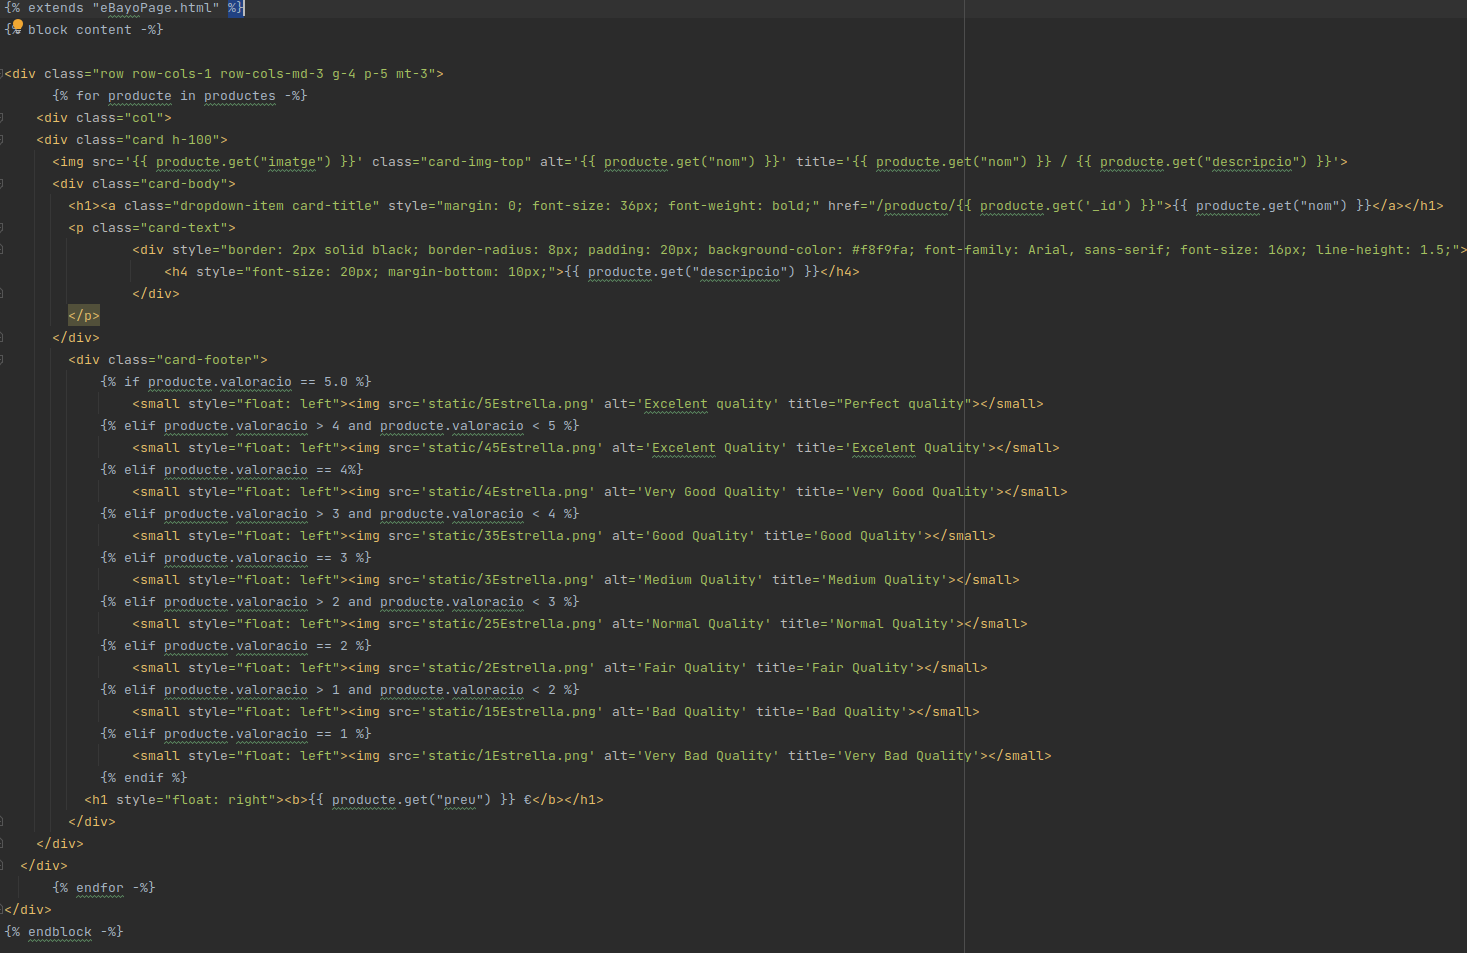 {% extends "eBayoPage.html" %}
{% block content -%}
<div class="row row-cols-1 row-cols-md-3 g-4 p-5 mt-3">
{% for producte in productes -%}
<div class="col">
<div class="card h-100">
<img src='{{ producte.get("imatge") }}' class="card-img-top" alt='{{ producte.get("nom") }}' title='{{ producte.get("nom") }} / {{ producte.get("descripcio") }}'>
<div class="card-body">
<h1><a class="dropdown-item card-title" style="margin: 0; font-size: 36px; font-weight: bold;" href="/producto/{{ producte.get('_id') }}">{{ producte.get("nom") }}</a></h1>
<p class="card-text">
<div style="border: 2px solid black; border-radius: 8px; padding: 20px; background-color: #f8f9fa; font-family: Arial, sans-serif; font-size: 16px; line-height: 1.5;">
<h4 style="font-size: 20px; margin-bottom: 10px;">{{ producte.get("descripcio") }}</h4>
</div>
</p>
</div>
<div class="card-footer">
{% if producte.valoracio == 5.0 %}
<small style="float: left"><img src='static/5Estrella.png' alt='Excelent quality' title="Perfect quality"></small>
{% elif producte.valoracio > 4 and producte.valoracio < 5 %}
<small style="float: left"><img src='static/45Estrella.png' alt='Excelent Quality' title='Excelent Quality'></small>
{% elif producte.valoracio == 4%}
<small style="float: left"><img src='static/4Estrella.png' alt='Very Good Quality' title='Very Good Quality'></small>
{% elif producte.valoracio > 3 and producte.valoracio < 4 %}
<small style="float: left"><img src='static/35Estrella.png' alt='Good Quality' title='Good Quality'></small>
{% elif producte.valoracio == 3 %}
<small style="float: left"><img src='static/3Estrella.png' alt='Medium Quality' title='Medium Quality'></small>
{% elif producte.valoracio > 2 and producte.valoracio < 3 %}
<small style="float: left"><img src='static/25Estrella.png' alt='Normal Quality' title='Normal Quality'></small>
{% elif producte.valoracio == 2 %}
<small style="float: left"><img src='static/2Estrella.png' alt='Fair Quality' title='Fair Quality'></small>
{% elif producte.valoracio > 1 and producte.valoracio < 2 %}
<small style="float: left"><img src='static/15Estrella.png' alt='Bad Quality' title='Bad Quality'></small>
{% elif producte.valoracio == 1 %}
<small style="float: left"><img src='static/1Estrella.png' alt='Very Bad Quality' title='Very Bad Quality'></small>
{% endif %}
<h1 style="float: right"><b>{{ producte.get("preu") }} €</b></h1>
</div>
</div>
</div>
{% endfor -%}
</div>
{% endblock -%}